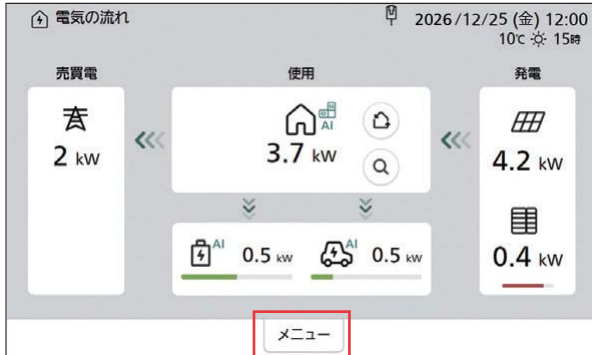 電気の流れ
2026/12/25 (金) 12:00
10℃ 15時
売買電
使用
発電
2 kW
AI
3.7 kW
4.2 kW
AI 0.5 kW
AI 0.5 kW
0.4 kW
メニュー